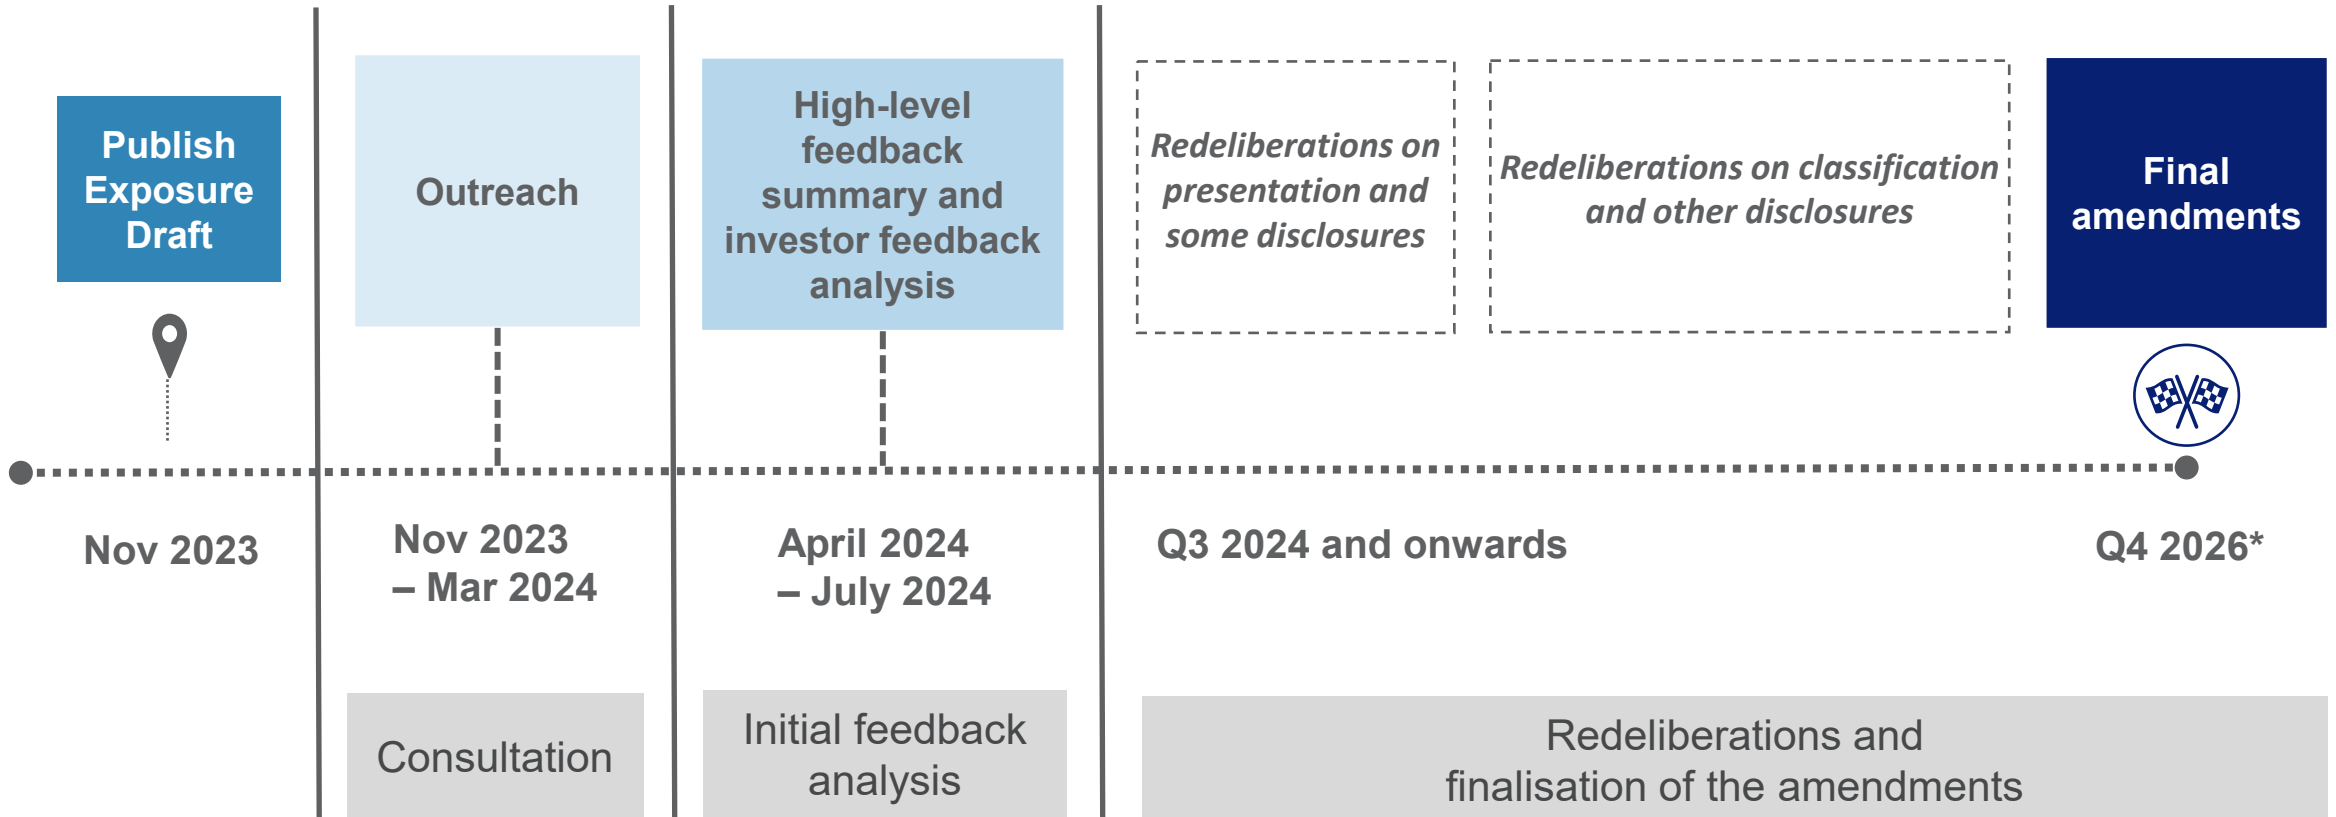 Publish
Exposure
Draft
Outreach
High-level
feedback
summary and
investor feedback
analysis
Redeliberations on
presentation and
some disclosures
Redeliberations on classification
and other disclosures
Final
amendments
Nov 2023
Nov 2023
– Mar 2024
April 2024
– July 2024
Q3 2024 and onwards
Q4 2026*
Consultation
Initial feedback
analysis
Redeliberations and
finalisation of the amendments